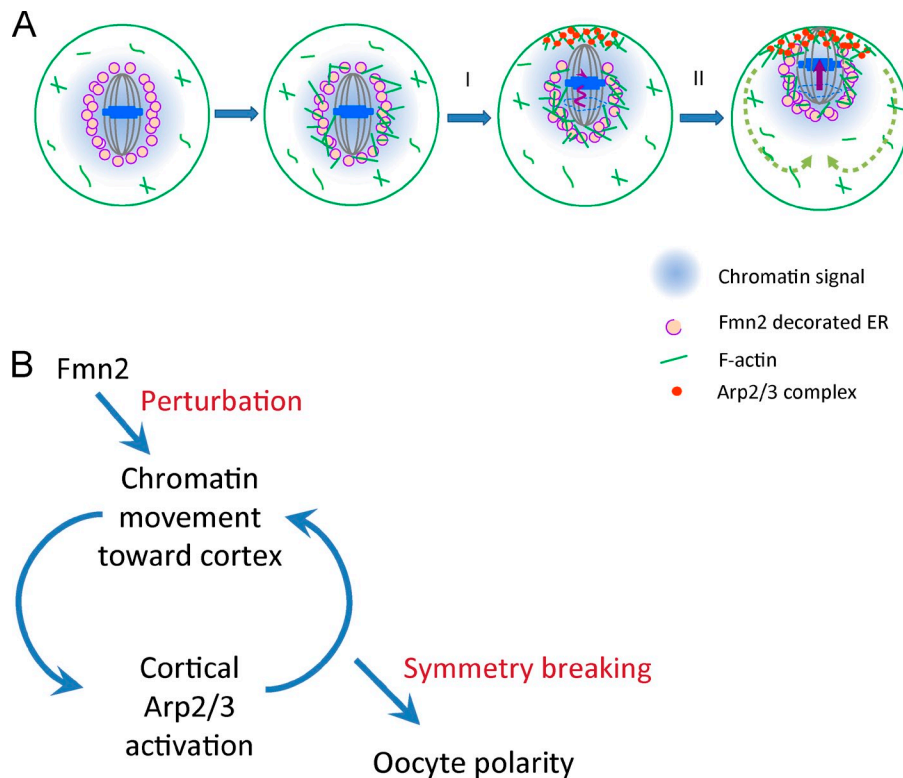 A
I
II
Chromatin signal
Fmn2 decorated ER
F-actin
Arp2/3 complex
B
Fmn2
Perturbation
Chromatin
movement
toward cortex
Cortical
Arp2/3
activation
Symmetry breaking
Oocyte polarity